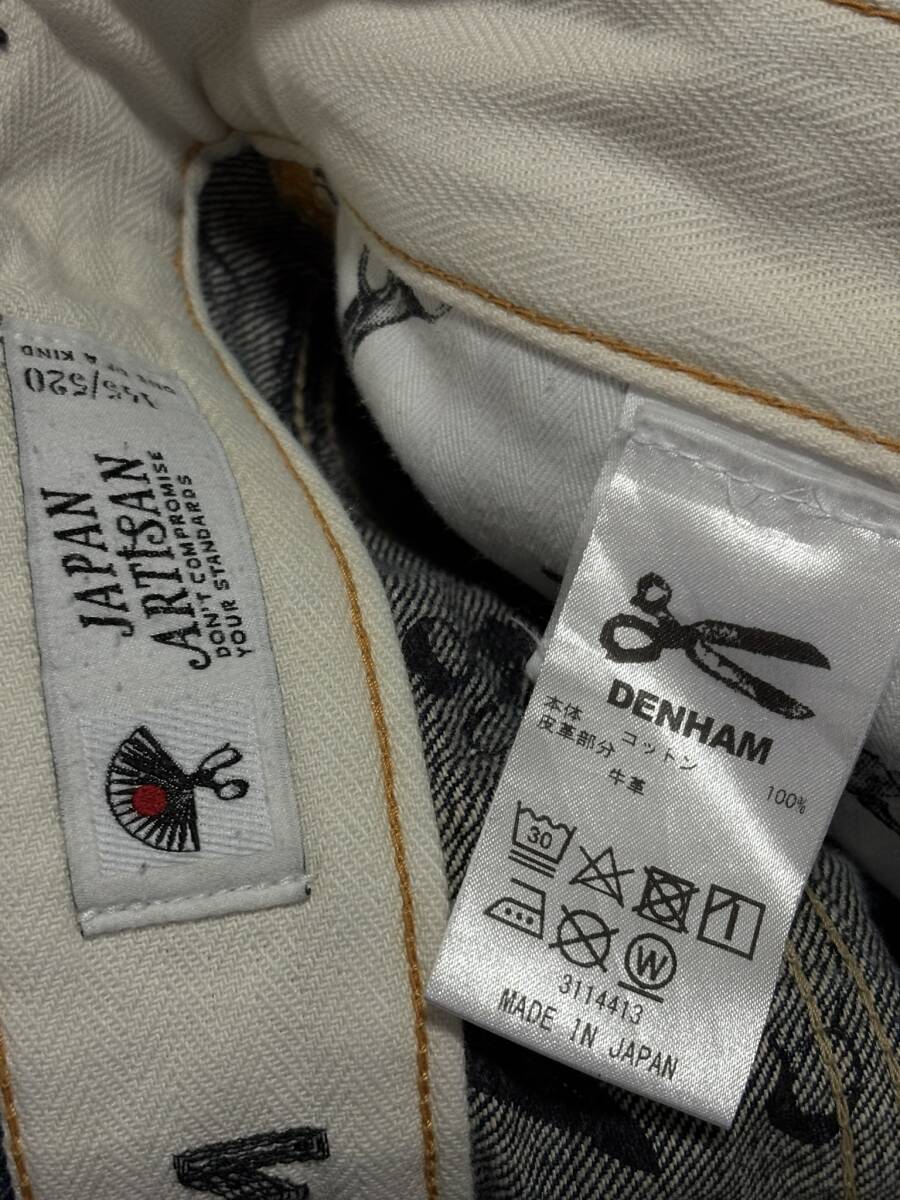 JAPAN
ARTISAN
DON'T COMPROMISE
YOUR STANDARDS
ONE OF A KIND
DENHAM
本体 コットン 100%
皮革部分 牛革
30
W
3114413
MADE IN JAPAN